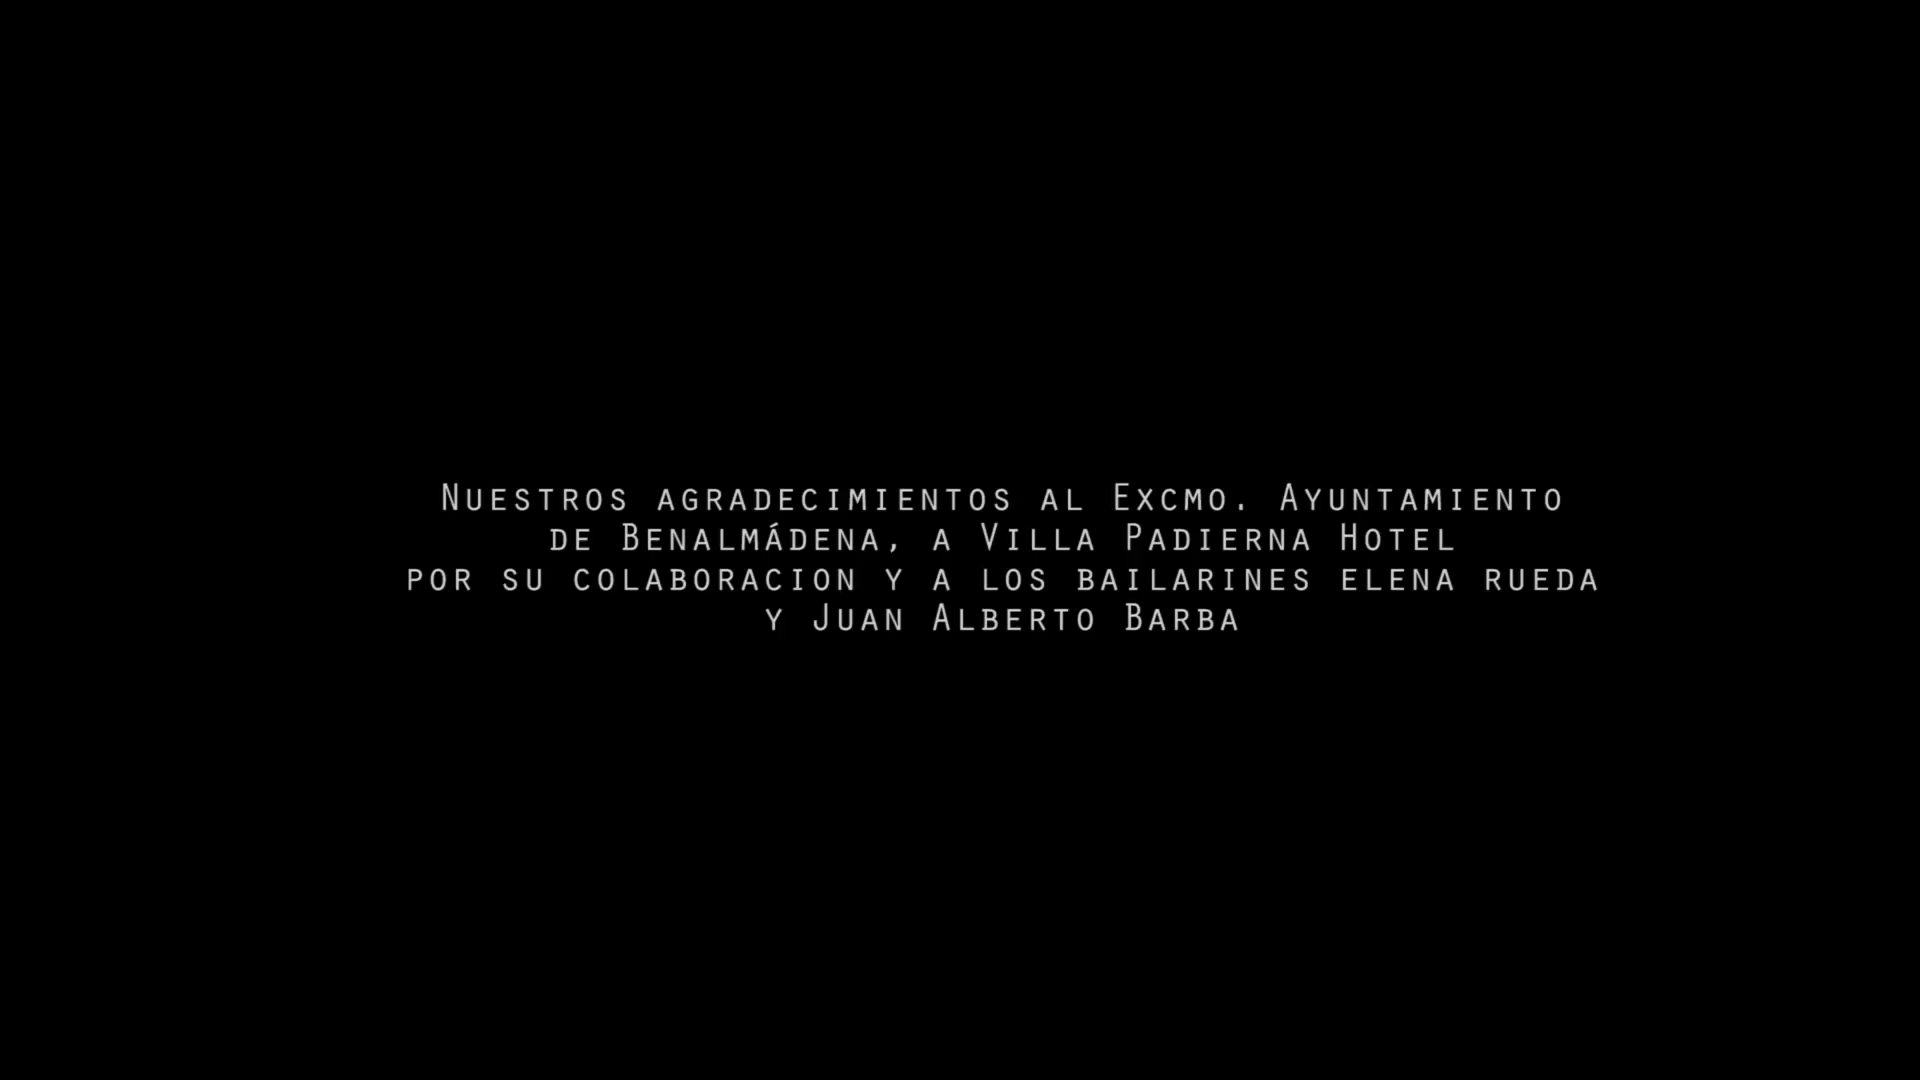 Nuestros agradecimientos al Excmo. Ayuntamiento
de Benalmádena, a Villa Padierna Hotel
por su colaboracion y a los bailarines elena rueda
y Juan Alberto Barba